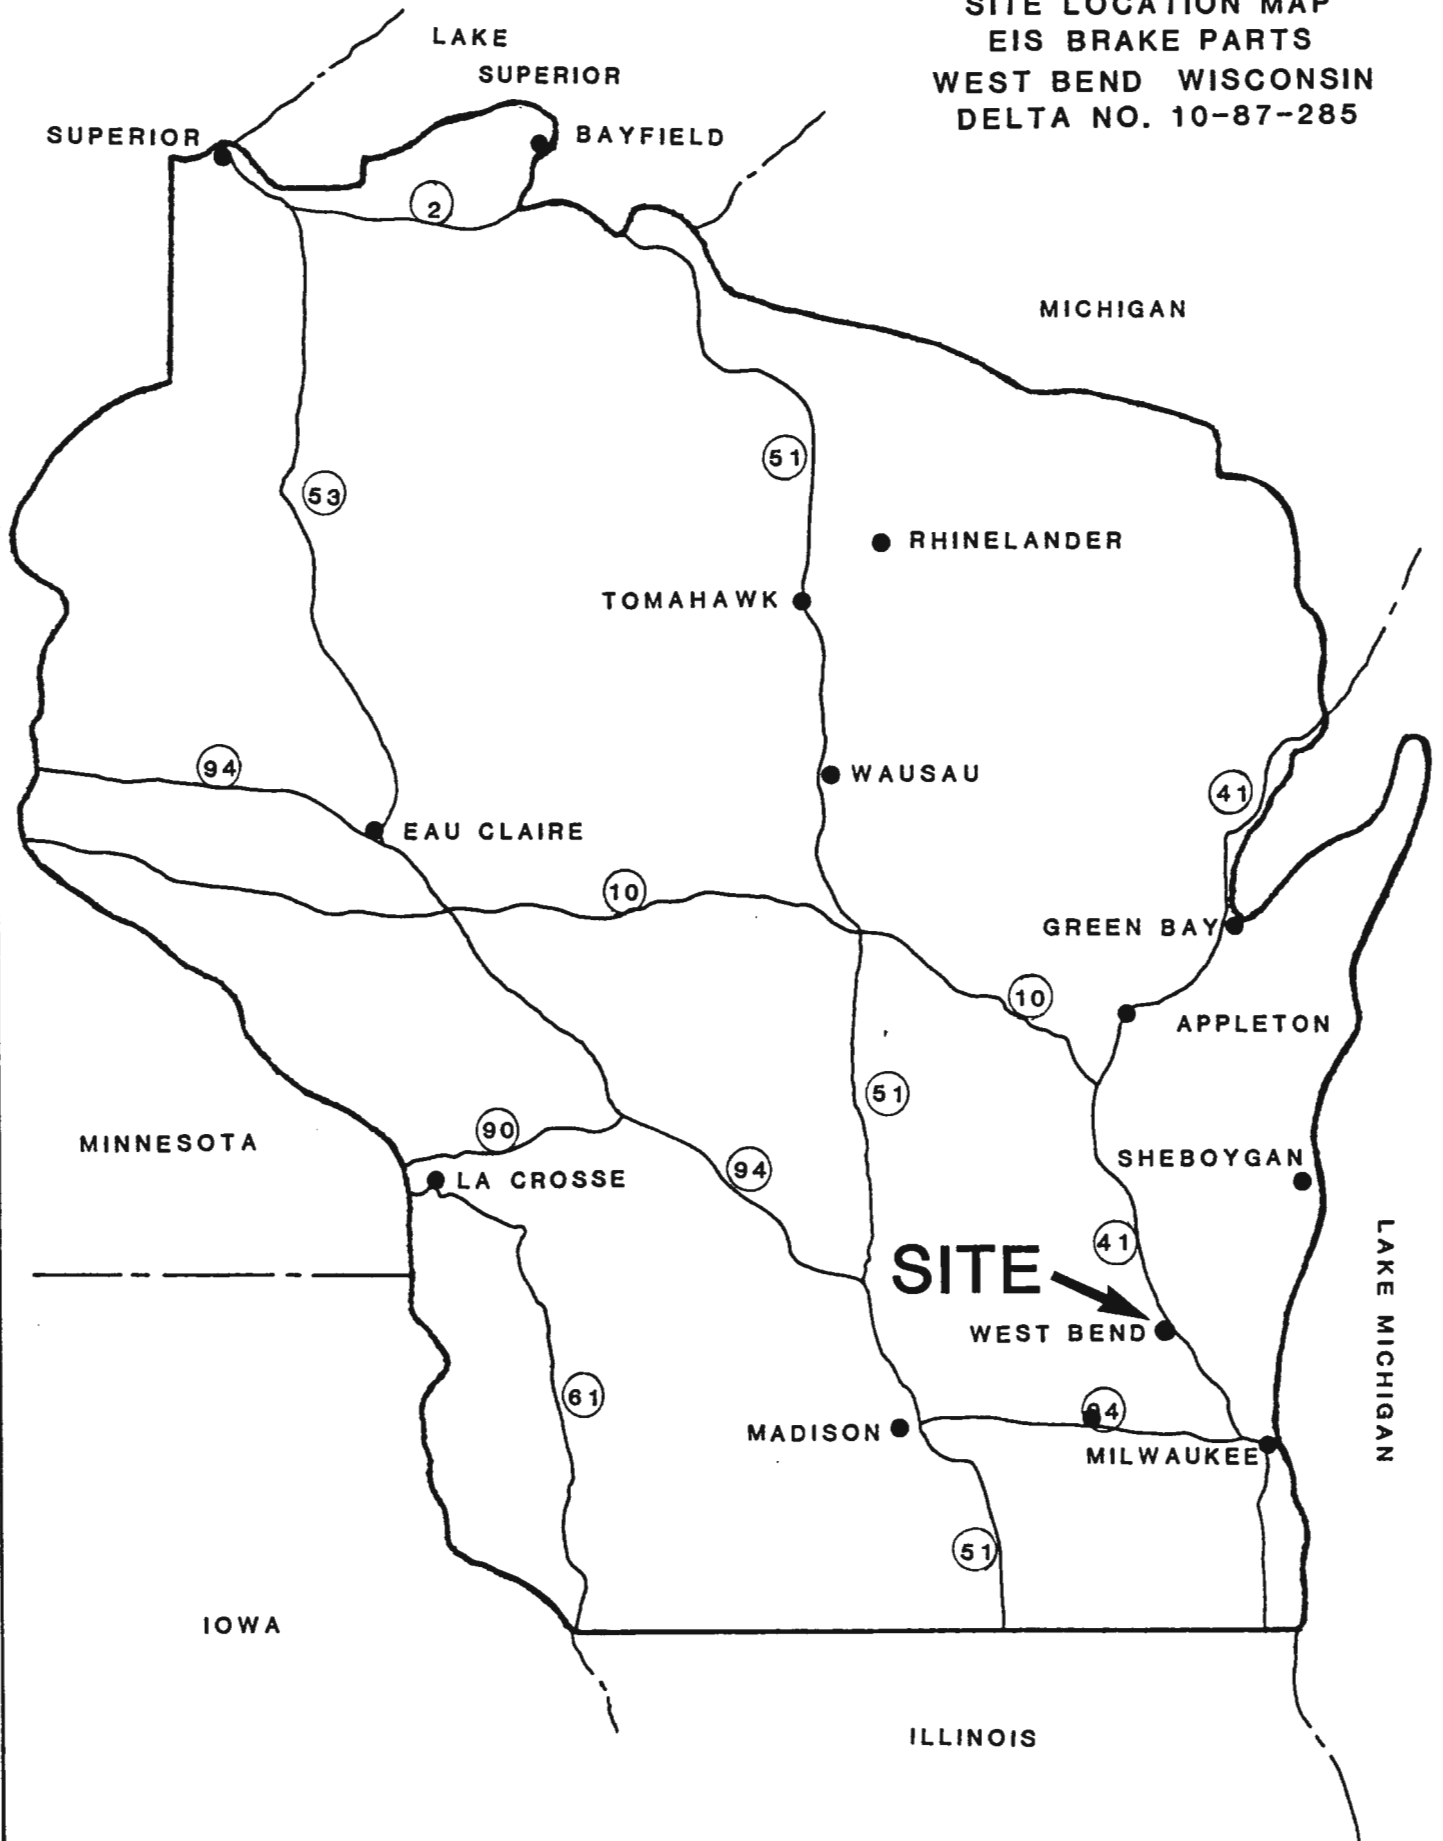 SITE LOCATION MAP
EIS BRAKE PARTS
WEST BEND WISCONSIN
DELTA NO. 10-87-285
LAKE
SUPERIOR
SUPERIOR
BAYFIELD
2
MICHIGAN
51
53
RHINELANDER
TOMAHAWK
94
WAUSAU
41
EAU CLAIRE
10
GREEN BAY
10
APPLETON
51
90
MINNESOTA
SHEBOYGAN
94
LA CROSSE
41
SITE
LAKE MICHIGAN
WEST BEND
61
94
MADISON
MILWAUKEE
51
IOWA
ILLINOIS